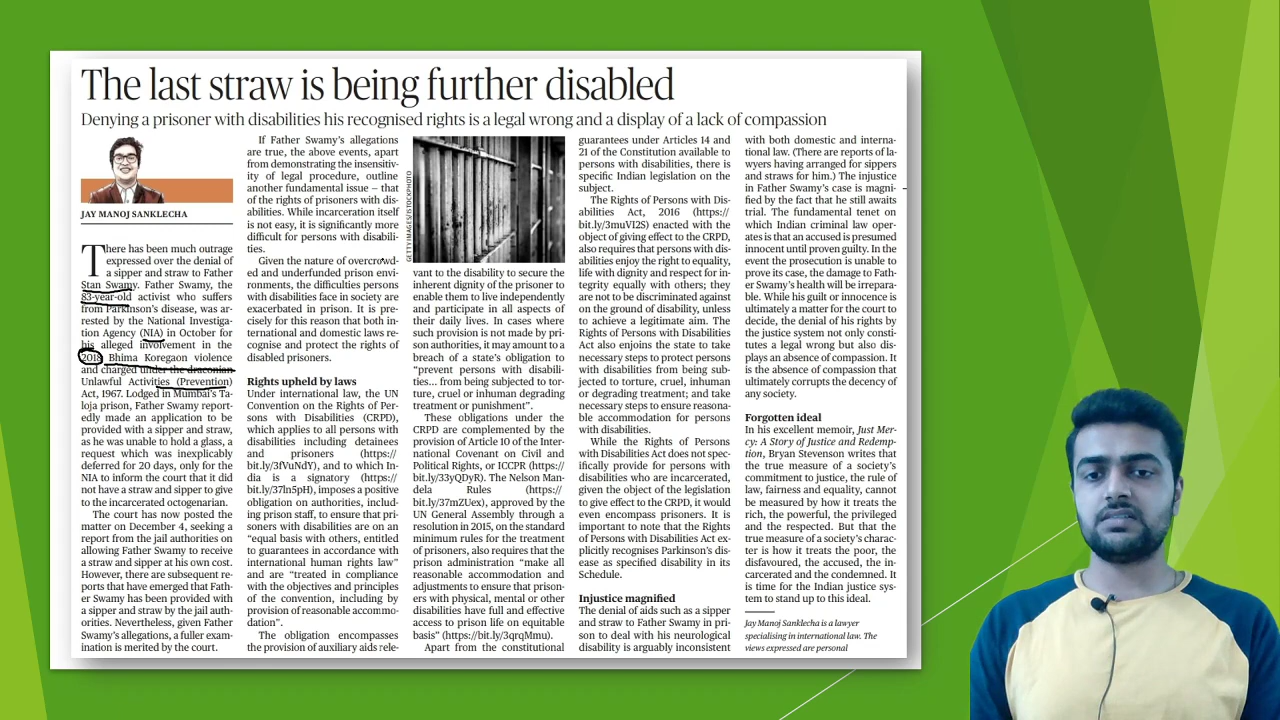 The last straw is being further disabled
Denying a prisoner with disabilities his recognised rights is a legal wrong and a display of a lack of compassion
JAY MANOJ SANKLECHA
There has been much outrage
expressed over the denial of
a sipper and straw to Father
Stan Swamy. Father Swamy, the
83-year-old activist who suffers
from Parkinson's disease, was ar-
rested by the National Investiga-
tion Agency (NIA) in October for
his alleged involvement in the
2018 Bhima Koregaon violence
and charged under the draconian
Unlawful Activities (Prevention)
Act, 1967. Lodged in Mumbai's Ta-
loja prison, Father Swamy report-
edly made an application to be
provided with a sipper and straw,
as he was unable to hold a glass, a
request which was inexplicably
deferred for 20 days, only for the
NIA to inform the court that it did
not have a straw and sipper to give
to the incarcerated octogenarian.
The court has now posted the
matter on December 4, seeking a
report from the jail authorities on
allowing Father Swamy to receive
a straw and sipper at his own cost.
However, there are subsequent re-
ports that have emerged that Fath-
er Swamy has been provided with
a sipper and straw by the jail auth-
orities. Nevertheless, given Father
Swamy's allegations, a fuller exam-
ination is merited by the court.
If Father Swamy's allegations
are true, the above events, apart
from demonstrating the insensitiv-
ity of legal procedure, outline
another fundamental issue – that
of the rights of prisoners with dis-
abilities. While incarceration itself
is not easy, it is significantly more
difficult for persons with disabili-
ties.
Given the nature of overcrowd-
ed and underfunded prison envi-
ronments, the difficulties persons
with disabilities face in society are
exacerbated in prison. It is pre-
cisely for this reason that both in-
ternational and domestic laws re-
cognise and protect the rights of
disabled prisoners.
Rights upheld by laws
Under international law, the UN
Convention on the Rights of Per-
sons with Disabilities (CRPD),
which applies to all persons with
disabilities including detainees
and prisoners (https://
bit.ly/3fVuNdY), and to which In-
dia is a signatory (https://
bit.ly/37ln5pH), imposes a positive
obligation on authorities, includ-
ing prison staff, to ensure that pri-
soners with disabilities are on an
“equal basis with others, entitled
to guarantees in accordance with
international human rights law”
and are “treated in compliance
with the objectives and principles
of the convention, including by
provision of reasonable accommo-
dation”.
The obligation encompasses
the provision of auxiliary aids rele-
GETTY IMAGES/ISTOCKPHOTO
vant to the disability to secure the
inherent dignity of the prisoner to
enable them to live independently
and participate in all aspects of
their daily lives. In cases where
such provision is not made by pri-
son authorities, it may amount to a
breach of a state's obligation to
“prevent persons with disabili-
ties... from being subjected to tor-
ture, cruel or inhuman degrading
treatment or punishment”.
These obligations under the
CRPD are complemented by the
provision of Article 10 of the Inter-
national Covenant on Civil and
Political Rights, or ICCPR (https://
bit.ly/33yQDyR). The Nelson Man-
dela Rules (https://
bit.ly/37mZUex), approved by the
UN General Assembly through a
resolution in 2015, on the standard
minimum rules for the treatment
of prisoners, also requires that the
prison administration “make all
reasonable accommodation and
adjustments to ensure that prison-
ers with physical, mental or other
disabilities have full and effective
access to prison life on equitable
basis” (https://bit.ly/3qrqMmu).
Apart from the constitutional
guarantees under Articles 14 and
21 of the Constitution available to
persons with disabilities, there is
specific Indian legislation on the
subject.
The Rights of Persons with Dis-
abilities Act, 2016 (https://
bit.ly/3muVI2S) enacted with the
object of giving effect to the CRPD,
also requires that persons with dis-
abilities enjoy the right to equality,
life with dignity and respect for in-
tegrity equally with others; they
are not to be discriminated against
on the ground of disability, unless
to achieve a legitimate aim. The
Rights of Persons with Disabilities
Act also enjoins the state to take
necessary steps to protect persons
with disabilities from being sub-
jected to torture, cruel, inhuman
or degrading treatment; and take
necessary steps to ensure reasona-
ble accommodation for persons
with disabilities.
While the Rights of Persons
with Disabilities Act does not spec-
ifically provide for persons with
disabilities who are incarcerated,
given the object of the legislation
to give effect to the CRPD, it would
even encompass prisoners. It is
important to note that the Rights
of Persons with Disabilities Act ex-
plicitly recognises Parkinson's dis-
ease as specified disability in its
Schedule.
Injustice magnified
The denial of aids such as a sipper
and straw to Father Swamy in pri-
son to deal with his neurological
disability is arguably inconsistent
with both domestic and interna-
tional law. (There are reports of la-
wyers having arranged for sippers
and straws for him.) The injustice
in Father Swamy's case is magni-
fied by the fact that he still awaits
trial. The fundamental tenet on
which Indian criminal law oper-
ates is that an accused is presumed
innocent until proven guilty. In the
event the prosecution is unable to
prove its case, the damage to Fath-
er Swamy's health will be irrepara-
ble. While his guilt or innocence is
ultimately a matter for the court to
decide, the denial of his rights by
the justice system not only consti-
tutes a legal wrong but also dis-
plays an absence of compassion. It
is the absence of compassion that
ultimately corrupts the decency of
any society.
Forgotten ideal
In his excellent memoir, Just Mer-
cy: A Story of Justice and Redemp-
tion, Bryan Stevenson writes that
the true measure of a society's
commitment to justice, the rule of
law, fairness and equality, cannot
be measured by how it treats the
rich, the powerful, the privileged
and the respected. But that the
true measure of a society's charac-
ter is how it treats the poor, the
disfavoured, the accused, the in-
carcerated and the condemned. It
is time for the Indian justice sys-
tem to stand up to this ideal.
Jay Manoj Sanklecha is a lawyer
specialising in international law. The
views expressed are personal